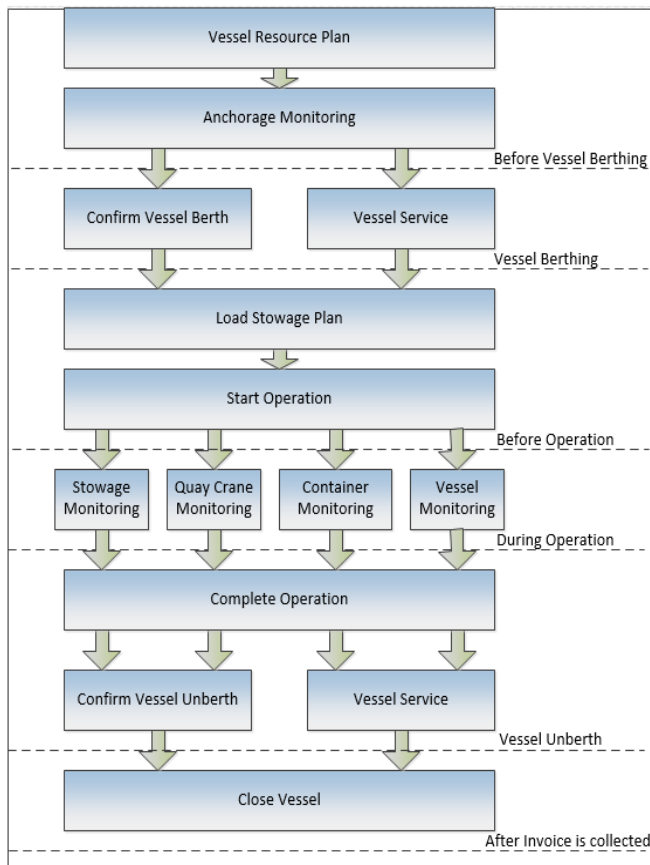 Vessel Resource Plan
Anchorage Monitoring
Before Vessel Berthing
Confirm Vessel Berth
Vessel Service
Vessel Berthing
Load Stowage Plan
Start Operation
Before Operation
Stowage
Monitoring
Quay Crane
Monitoring
Container
Monitoring
Vessel
Monitoring
During Operation
Complete Operation
Confirm Vessel Unberth
Vessel Service
Vessel Unberth
Close Vessel
After Invoice is collected